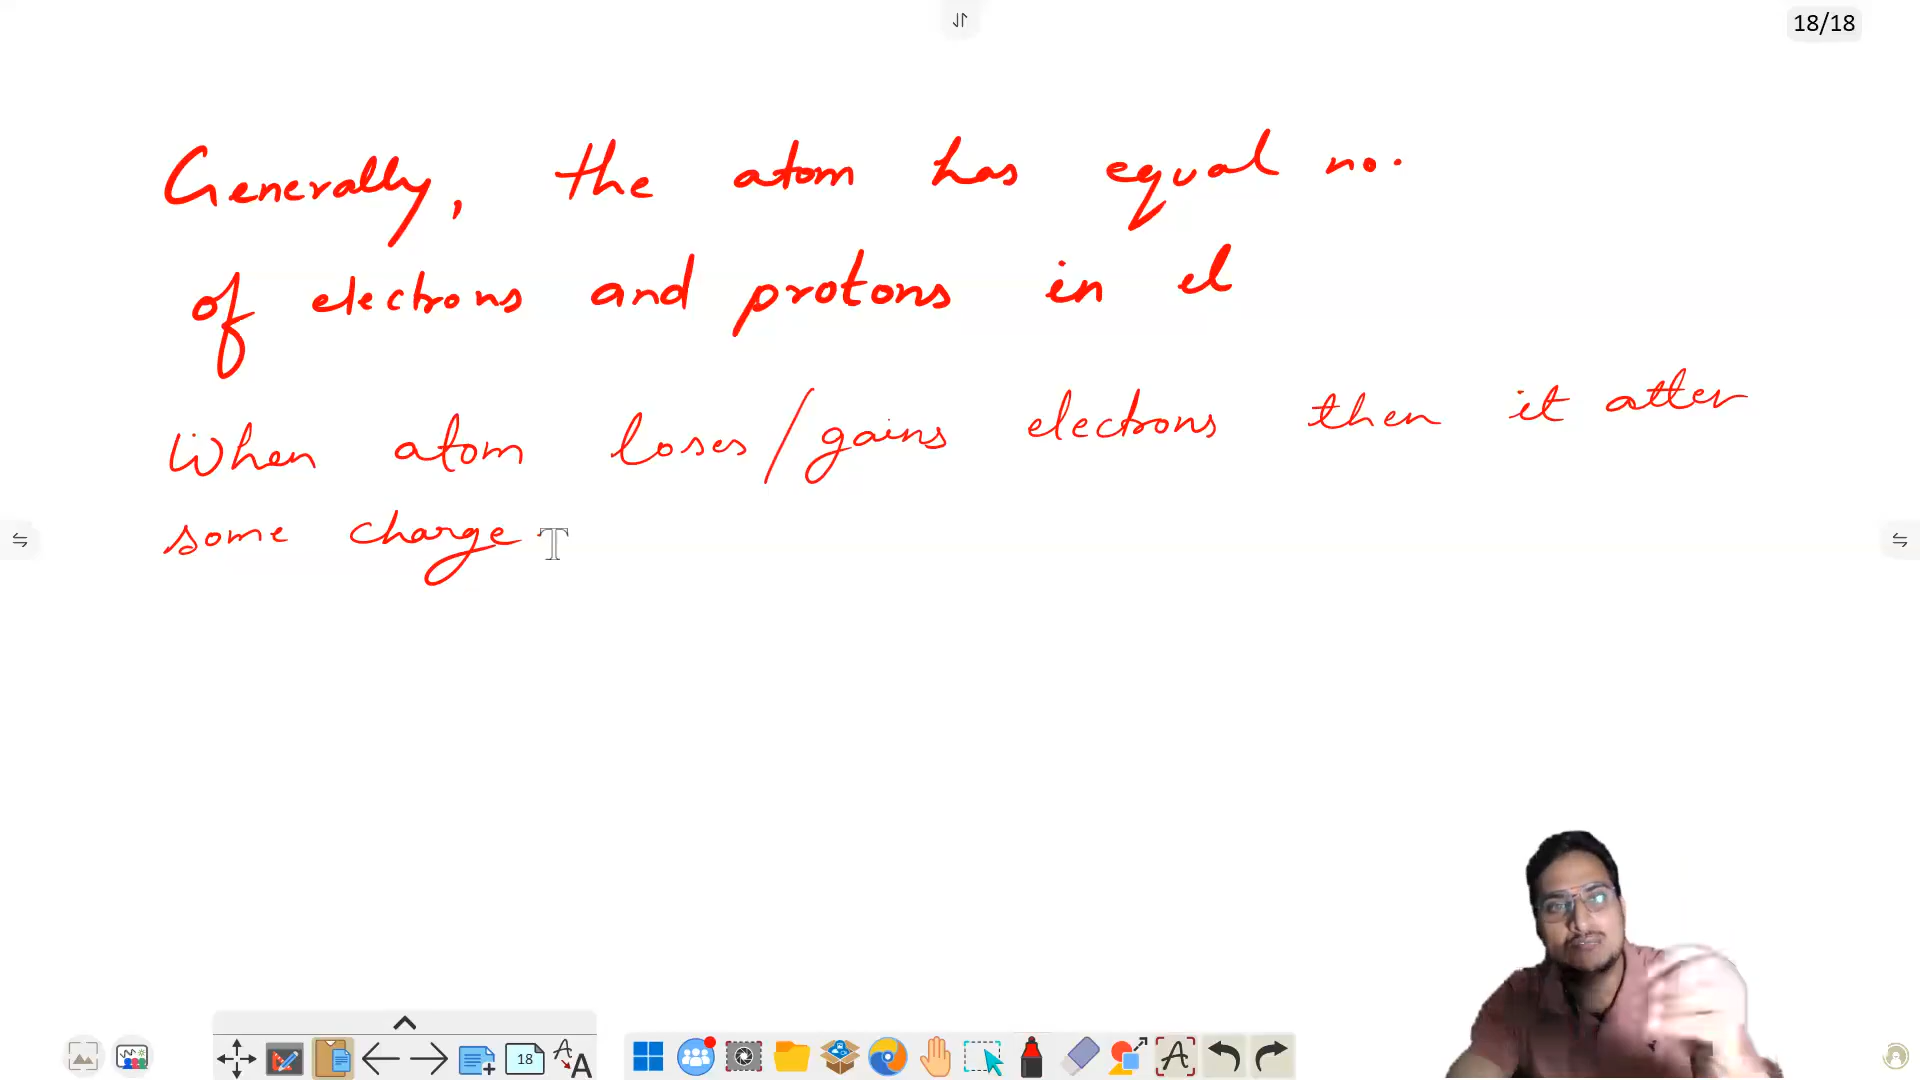 18/18
Generally, the atom has equal no.
of electrons and protons in el
When atom loses/gains electrons then it atter
some charge
18